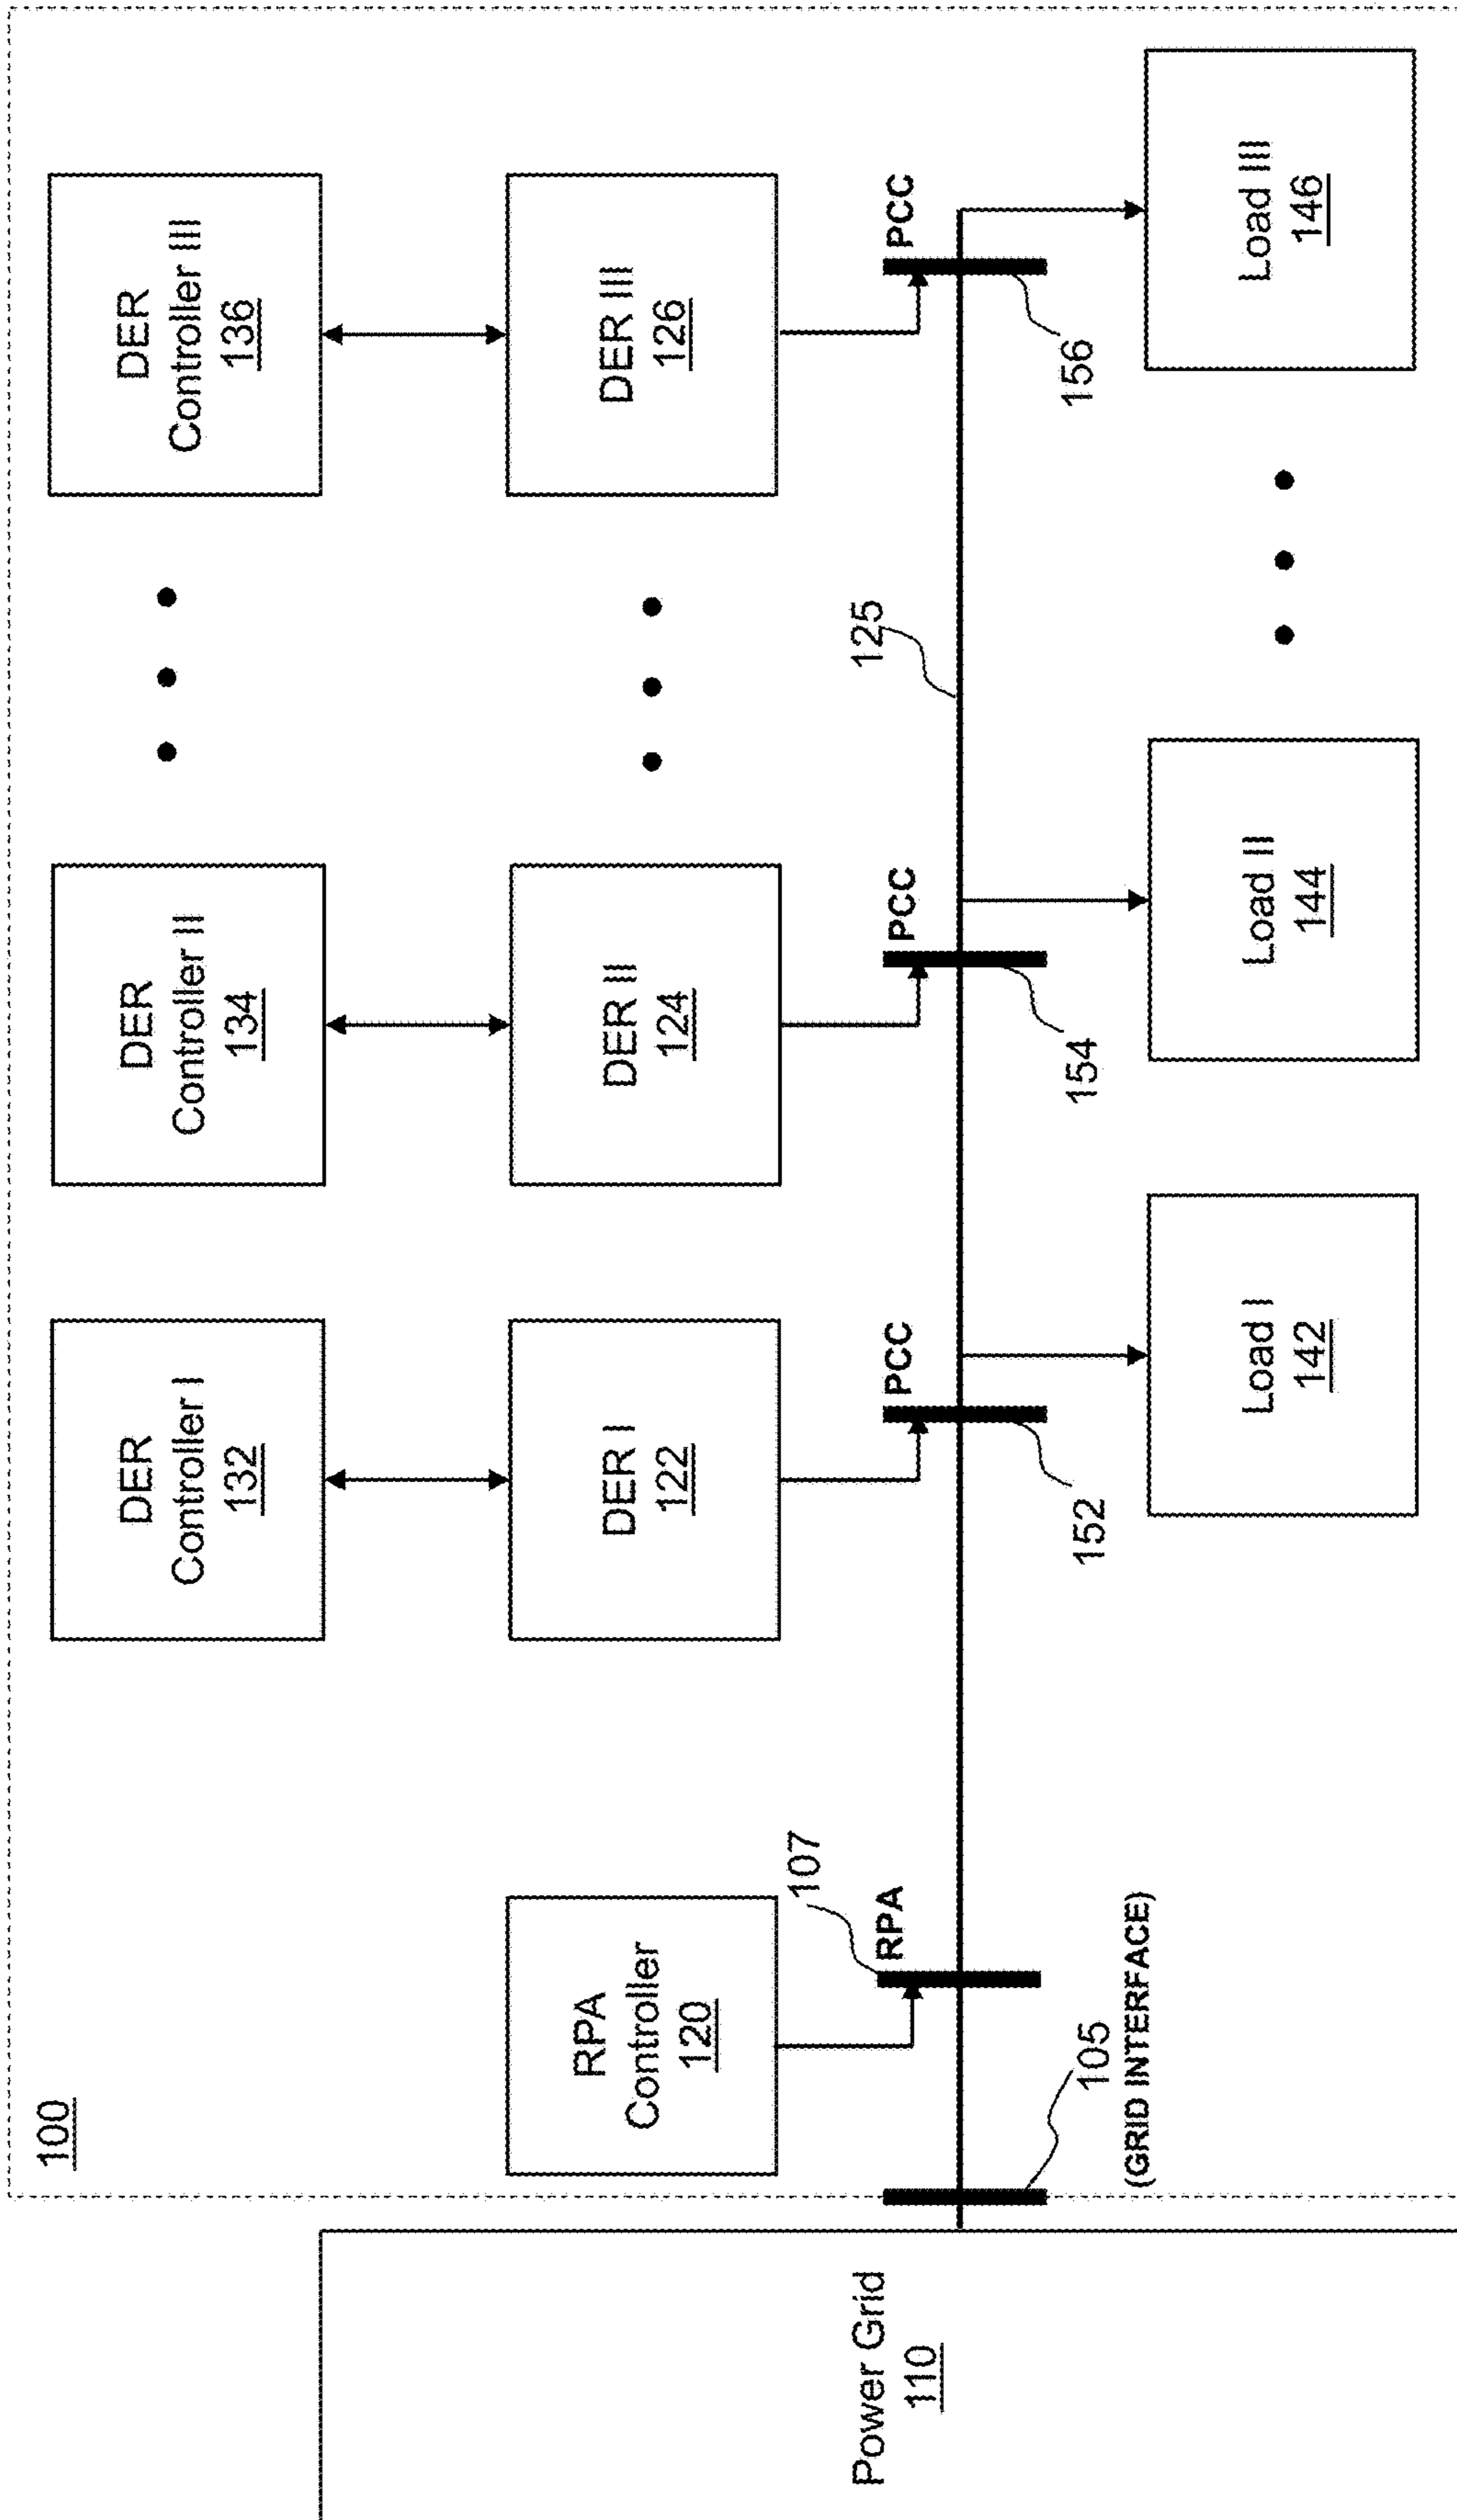 100
DER
Controller I
132
DER
Controller II
134
DER
Controller III
136
RPA
Controller
120
DER I
122
DER II
124
DER III
126
107
125
RPA
PCC
PCC
PCC
Power Grid
110
105
(GRID INTERFACE)
152
154
156
Load I
142
Load II
144
Load III
146